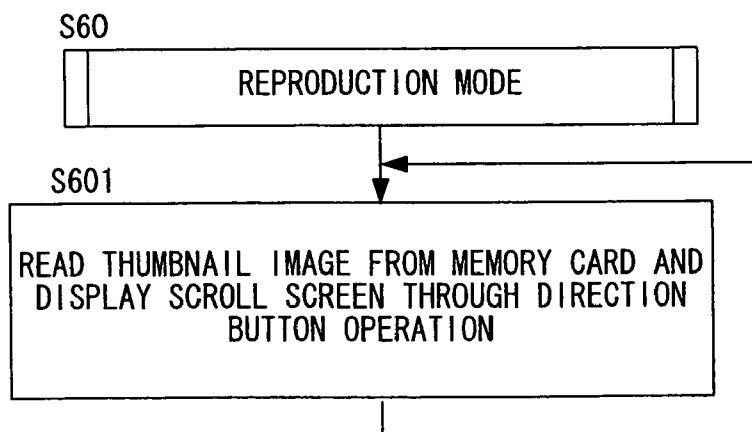 S60
REPRODUCTION MODE
S601
READ THUMBNAIL IMAGE FROM MEMORY CARD AND
DISPLAY SCROLL SCREEN THROUGH DIRECTION
BUTTON OPERATION